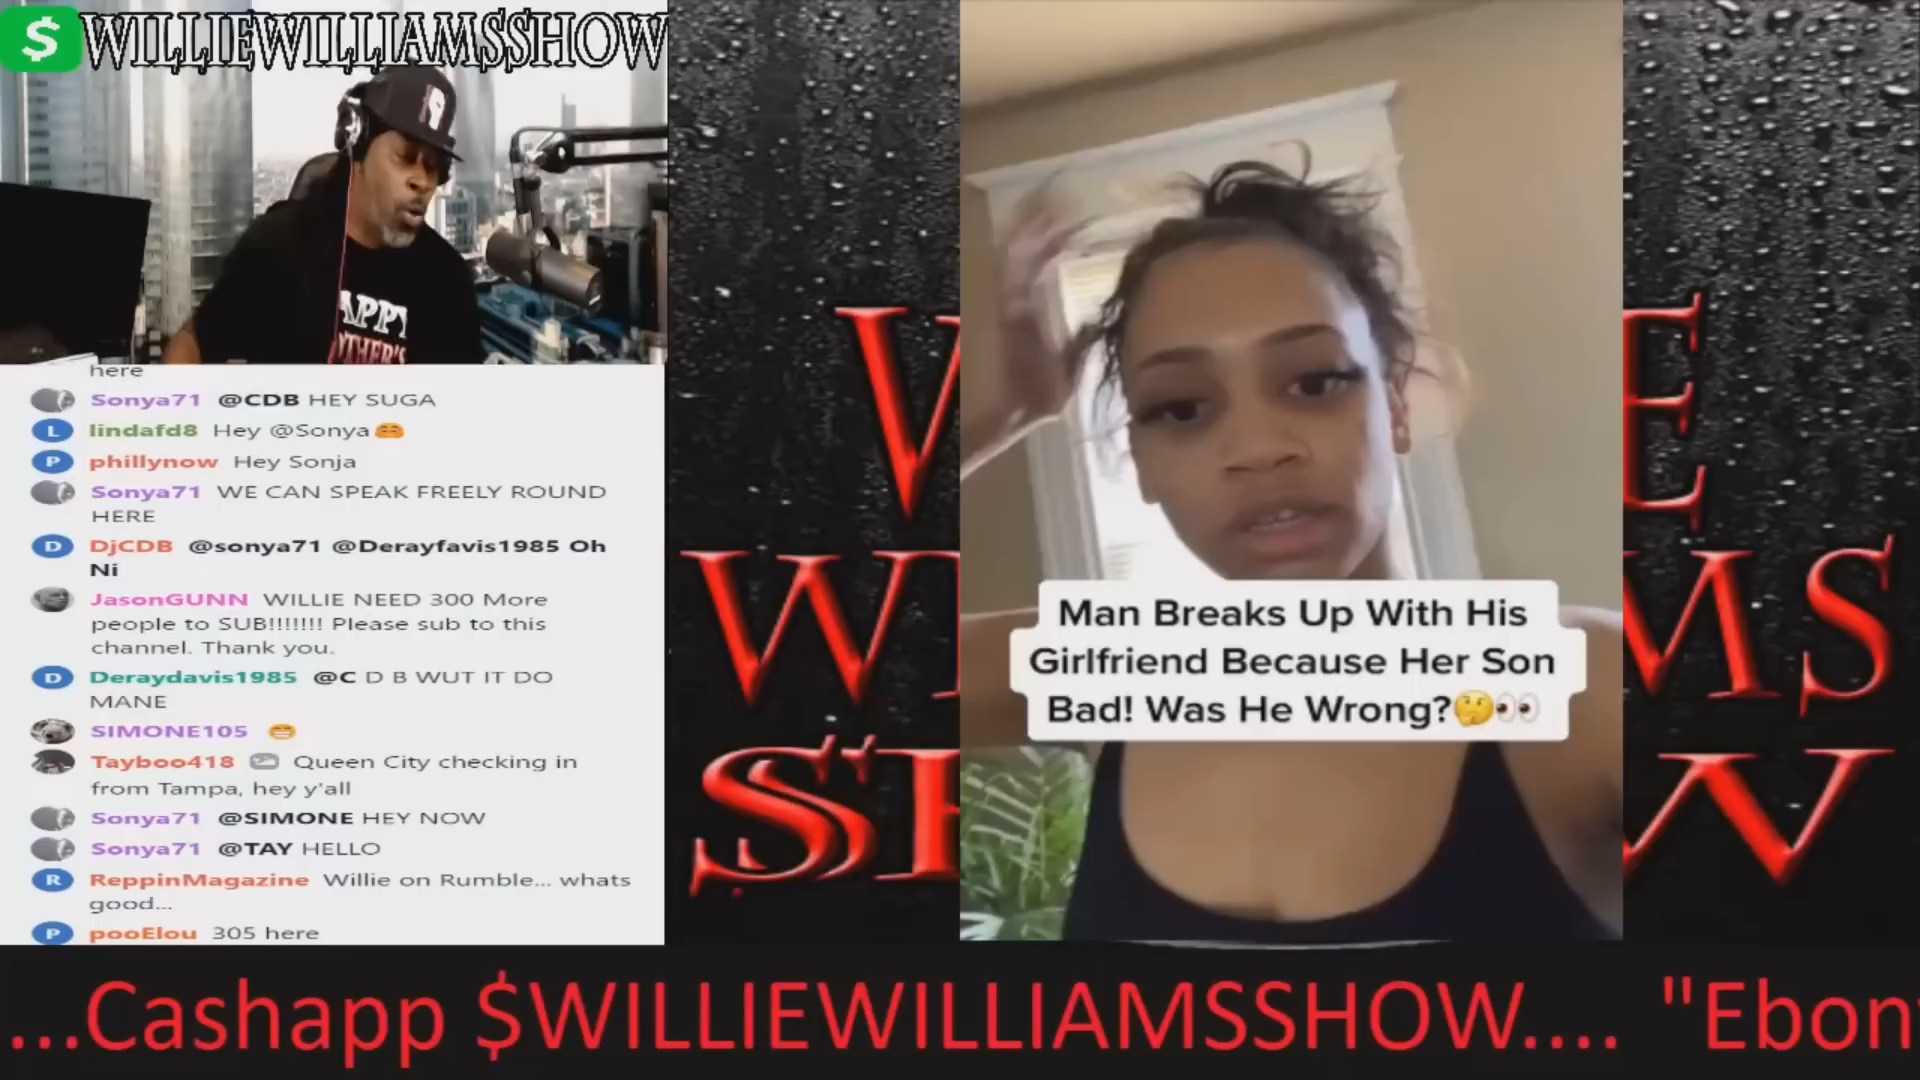 $ WILLIEWILLIAMSSHOW
here
Sonya71 @CDB HEY SUGA
lindafd8 Hey @Sonya🤗
phillynow Hey Sonja
Sonya71 WE CAN SPEAK FREELY ROUND
HERE
DjCDB @sonya71 @Derayfavis1985 Oh
Ni
JasonGUNN WILLIE NEED 300 More
people to SUB!!!!!!! Please sub to this
channel. Thank you.
Deraydavis1985 @C D B WUT IT DO
MANE
SIMONE105 😁
Tayboo418 Queen City checking in
from Tampa, hey y'all
Sonya71 @SIMONE HEY NOW
Sonya71 @TAY HELLO
ReppinMagazine Willie on Rumble... whats
good...
pooElou 305 here
Man Breaks Up With His
Girlfriend Because Her Son
Bad! Was He Wrong?🤔👀
...Cashapp $WILLIEWILLIAMSSHOW.... "Ebon